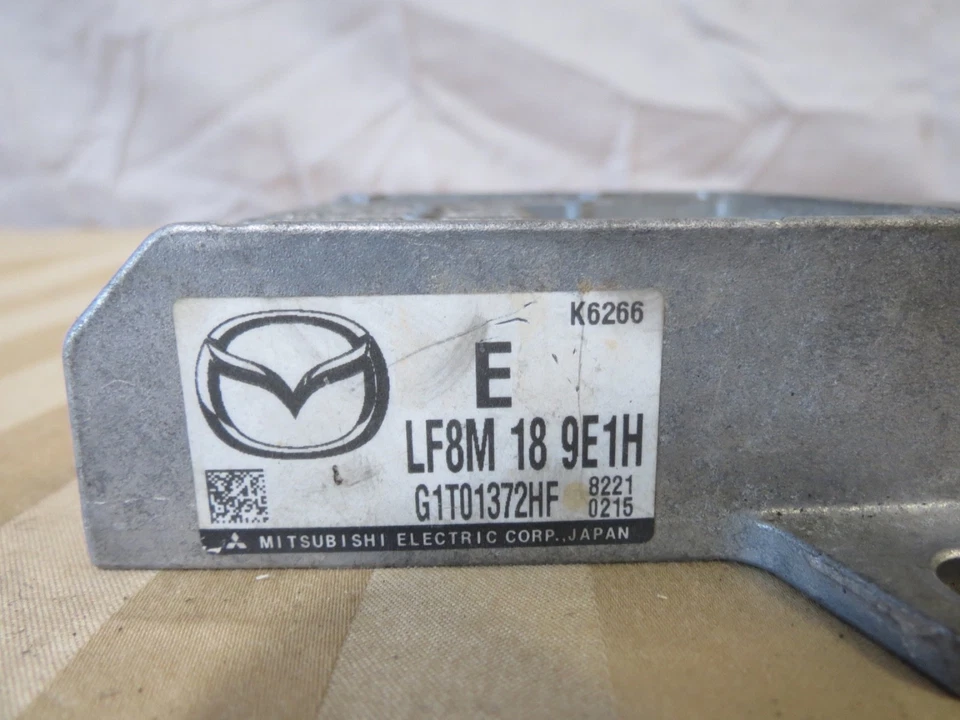 K6266
E
LF8M 18 9E1H
G1T01372HF 8221
0215
MITSUBISHI ELECTRIC CORP., JAPAN